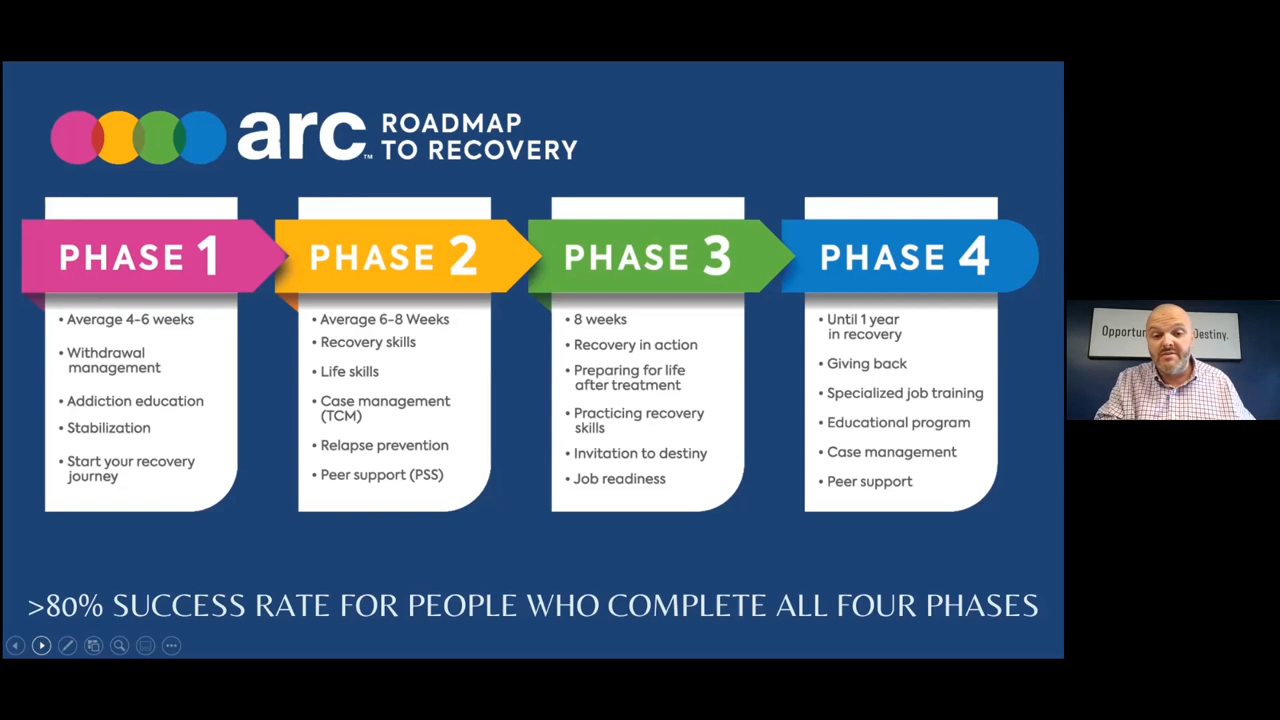 arc™
ROADMAP
TO RECOVERY
PHASE 1
• Average 4-6 weeks
• Withdrawal
management
• Addiction education
• Stabilization
• Start your recovery
journey
PHASE 2
• Average 6-8 Weeks
• Recovery skills
• Life skills
• Case management
(TCM)
• Relapse prevention
• Peer support (PSS)
PHASE 3
• 8 weeks
• Recovery in action
• Preparing for life
after treatment
• Practicing recovery
skills
• Invitation to destiny
• Job readiness
PHASE 4
• Until 1 year
in recovery
• Giving back
• Specialized job training
• Educational program
• Case management
• Peer support
>80% SUCCESS RATE FOR PEOPLE WHO COMPLETE ALL FOUR PHASES
Destiny.